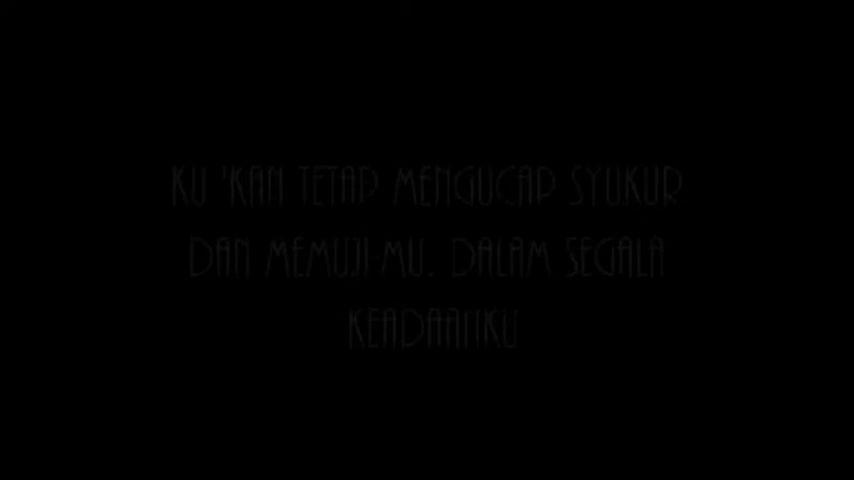 KU 'KAN TETAP MENGUCAP SYUKUR
DAN MEMUJI-MU. DALAM SEGALA
KEADAANKU